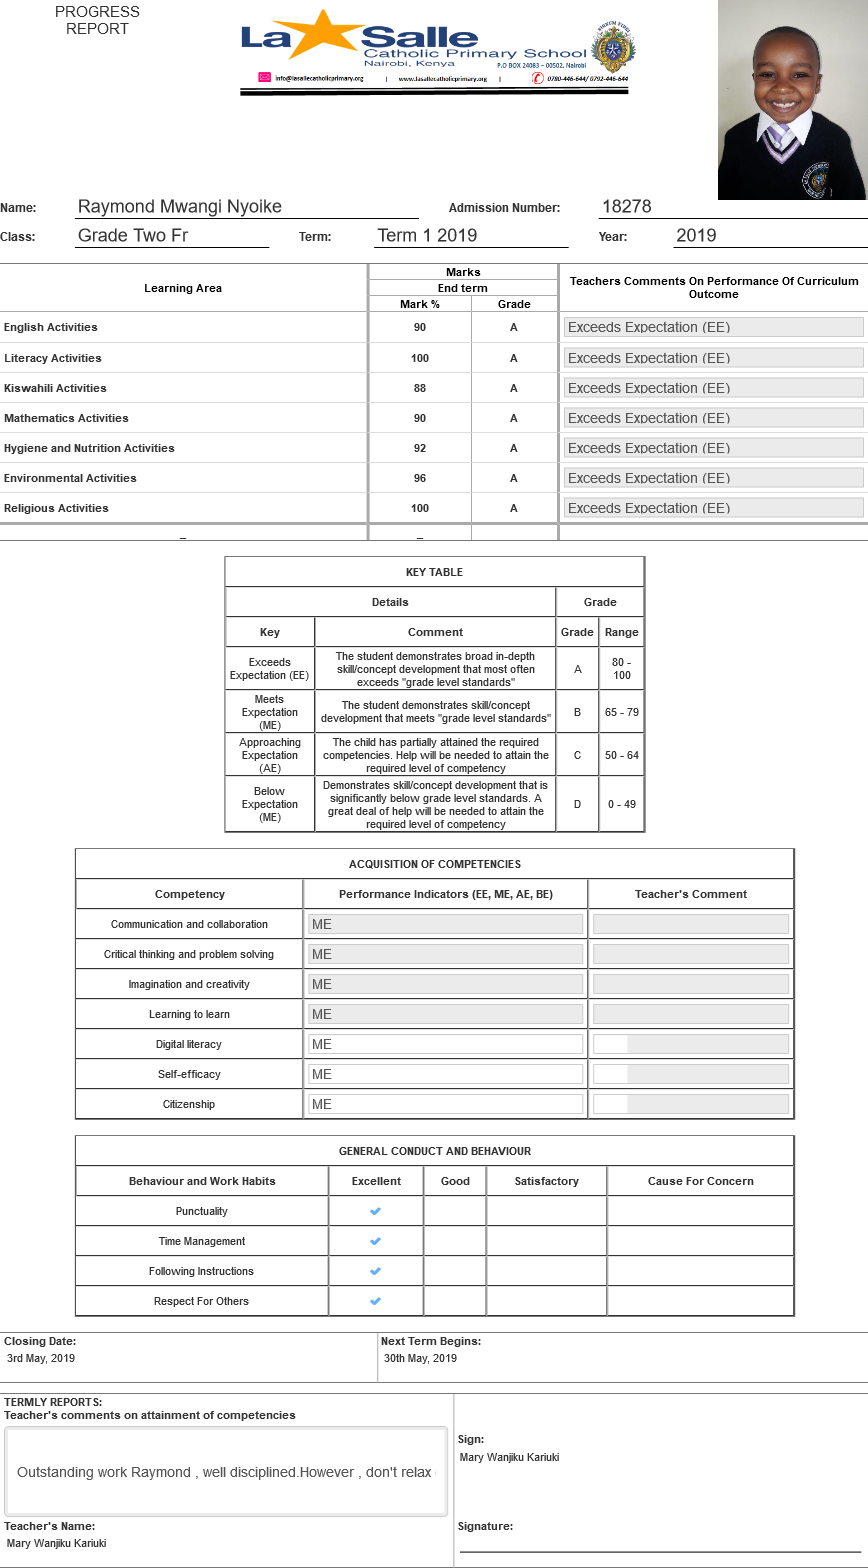 PROGRESS
REPORT
La Salle
Catholic Primary School
Nairobi, Kenya
P.O BOX 24083 – 00502, Nairobi
info@lasallecatholicprimary.org | www.lasallecatholicprimary.org | 0780-446-644/ 0792-446-644
Name: Raymond Mwangi Nyoike Admission Number: 18278
Class: Grade Two Fr Term: Term 1 2019 Year: 2019
Learning Area Marks Teachers Comments On Performance Of Curriculum Outcome
End term
Mark % Grade
English Activities 90 A Exceeds Expectation (EE)
Literacy Activities 100 A Exceeds Expectation (EE)
Kiswahili Activities 88 A Exceeds Expectation (EE)
Mathematics Activities 90 A Exceeds Expectation (EE)
Hygiene and Nutrition Activities 92 A Exceeds Expectation (EE)
Environmental Activities 96 A Exceeds Expectation (EE)
Religious Activities 100 A Exceeds Expectation (EE)
_ _
KEY TABLE
Details Grade
Key Comment Grade Range
Exceeds Expectation (EE) The student demonstrates broad in-depth skill/concept development that most often exceeds "grade level standards" A 80 - 100
Meets Expectation (ME) The student demonstrates skill/concept development that meets "grade level standards" B 65 - 79
Approaching Expectation (AE) The child has partially attained the required competencies. Help will be needed to attain the required level of competency C 50 - 64
Below Expectation (ME) Demonstrates skill/concept development that is significantly below grade level standards. A great deal of help will be needed to attain the required level of competency D 0 - 49
ACQUISITION OF COMPETENCIES
Competency Performance Indicators (EE, ME, AE, BE) Teacher's Comment
Communication and collaboration ME
Critical thinking and problem solving ME
Imagination and creativity ME
Learning to learn ME
Digital literacy ME
Self-efficacy ME
Citizenship ME
GENERAL CONDUCT AND BEHAVIOUR
Behaviour and Work Habits Excellent Good Satisfactory Cause For Concern
Punctuality
Time Management
Following Instructions
Respect For Others
Closing Date: Next Term Begins:
3rd May, 2019 30th May, 2019
TERMLY REPORTS:
Teacher's comments on attainment of competencies
Outstanding work Raymond , well disciplined.However , don't relax
Sign:
Mary Wanjiku Kariuki
Teacher's Name: Signature:
Mary Wanjiku Kariuki